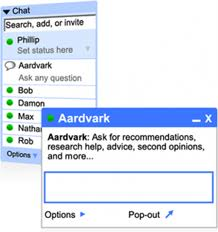 Chat
Search, add, or invite
Phillip
Set status here
Aardvark
Ask any question
Bob
Damon
Max
Rob
Options
Aardvark X
Aardvark: Ask for recommendations,
research help, advice, second opinions,
and more...
Options
Pop-out